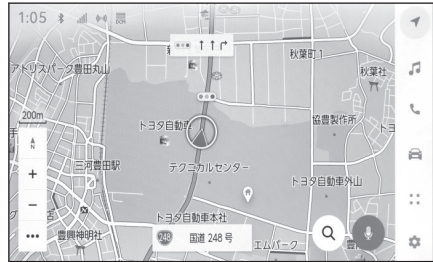 1:05
DCM
秋葉町1
アトリスパーク豊田丸山
秋葉社
200m
協豊製作所
トヨタ自動車
トヨタ
N
三河豊田駅
テクニカルセンター
+
トヨタ自動車外山
−
トヨタ自動車本社
豊興神明社
248 国道 248 号
エムパーク